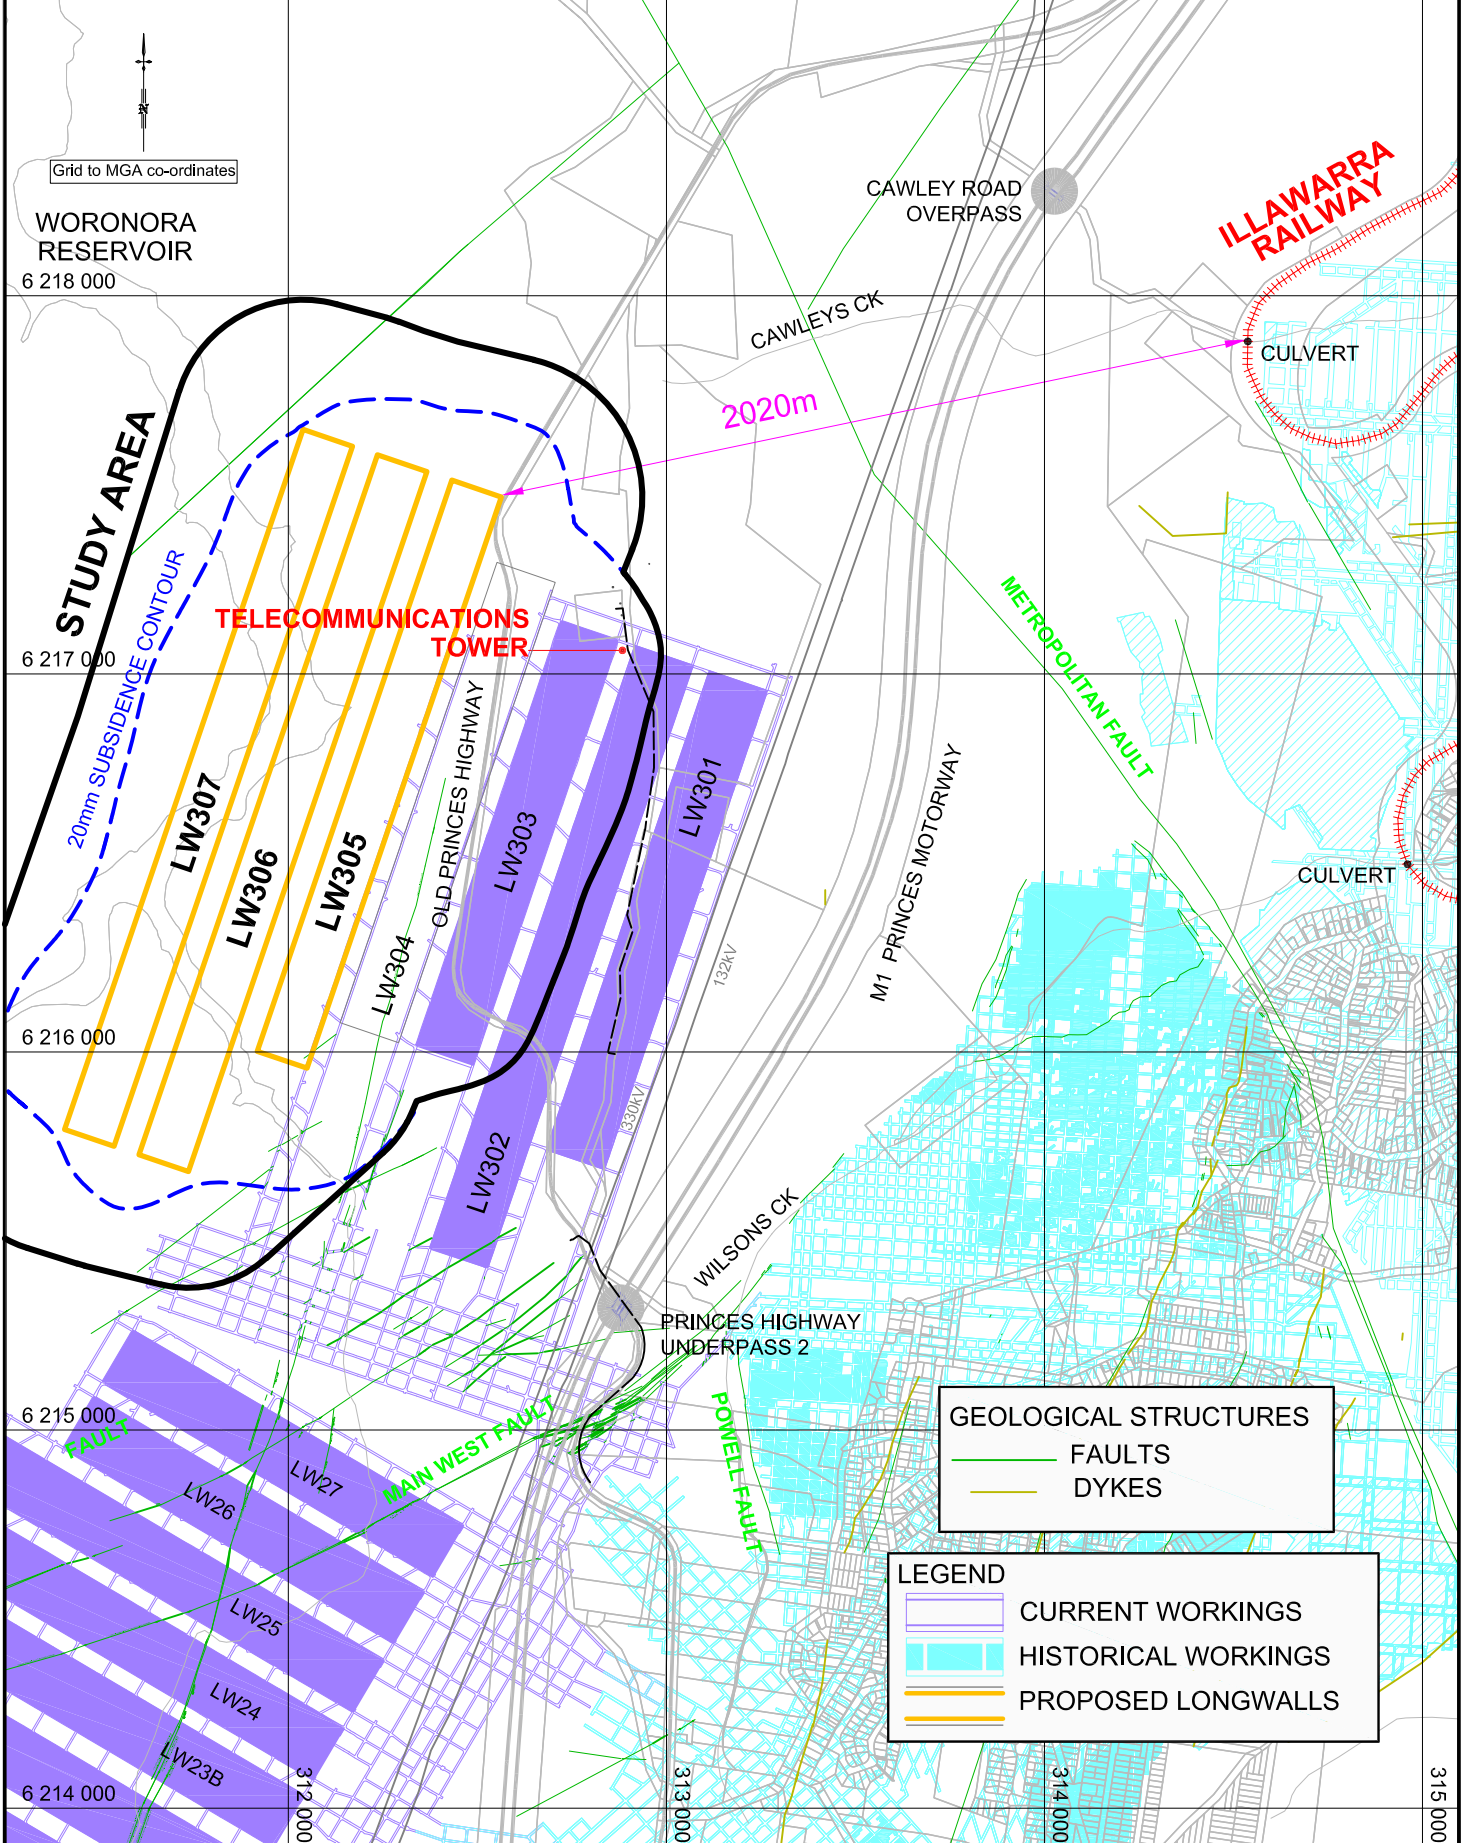 N
Grid to MGA co-ordinates
WORONORA
RESERVOIR
6 218 000
CAWLEY ROAD
OVERPASS
ILLAWARRA
RAILWAY
CAWLEYS CK
CULVERT
2020m
STUDY AREA
20mm SUBSIDENCE CONTOUR
TELECOMMUNICATIONS
TOWER
6 217 000
METROPOLITAN FAULT
OLD PRINCES HIGHWAY
M1 PRINCES MOTORWAY
LW307
LW306
LW305
LW304
LW303
LW301
CULVERT
132kV
6 216 000
330kV
LW302
WILSONS CK
PRINCES HIGHWAY
UNDERPASS 2
6 215 000
FAULT
MAIN WEST FAULT
POWELL FAULT
LW27
LW26
LW25
LW24
LW23B
GEOLOGICAL STRUCTURES
FAULTS
DYKES
LEGEND
CURRENT WORKINGS
HISTORICAL WORKINGS
PROPOSED LONGWALLS
6 214 000
312 000
313 000
314 000
315 000